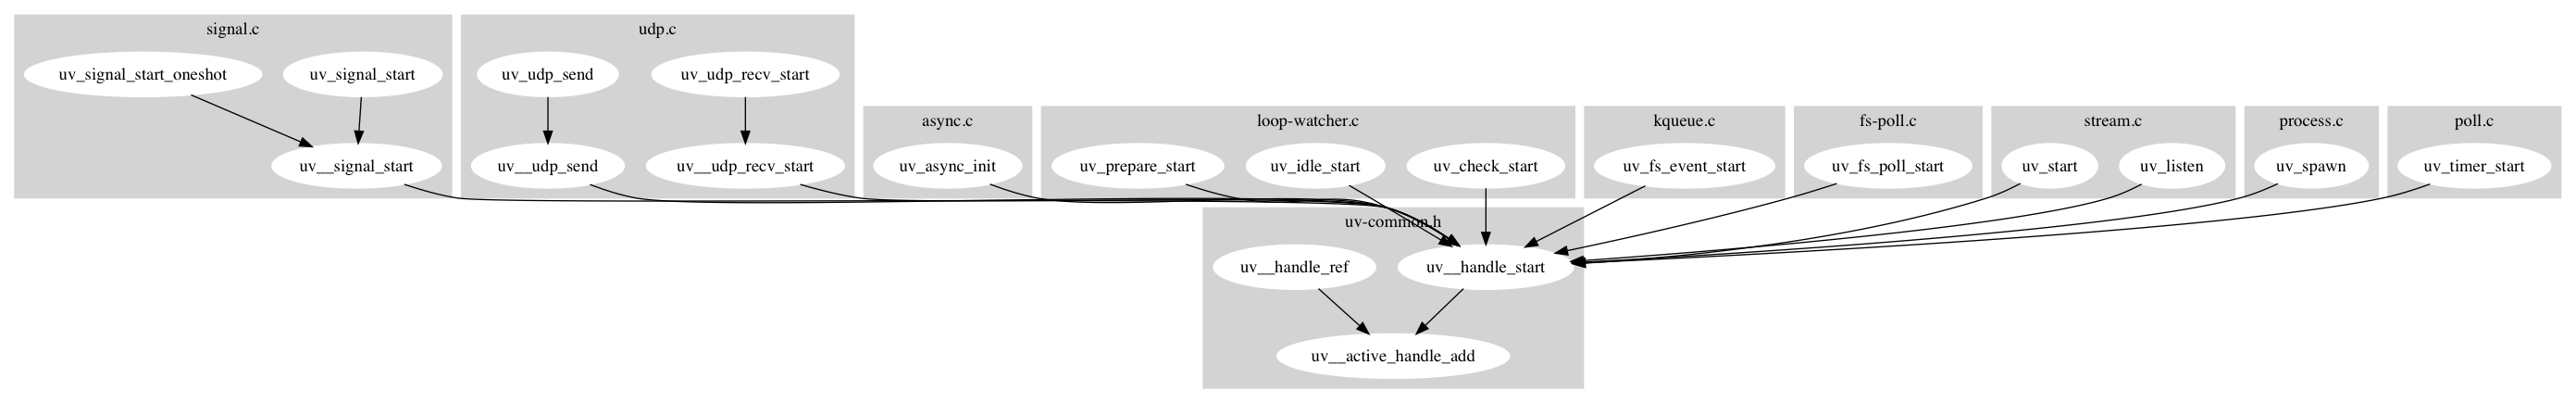 signal.c
uv_signal_start_oneshot
uv_signal_start
uv__signal_start
udp.c
uv_udp_send
uv_udp_recv_start
uv__udp_send
uv__udp_recv_start
async.c
uv_async_init
loop-watcher.c
uv_prepare_start
uv_idle_start
uv_check_start
kqueue.c
uv_fs_event_start
fs-poll.c
uv_fs_poll_start
stream.c
uv_start
uv_listen
process.c
uv_spawn
poll.c
uv_timer_start
uv-common.h
uv__handle_ref
uv__handle_start
uv__active_handle_add